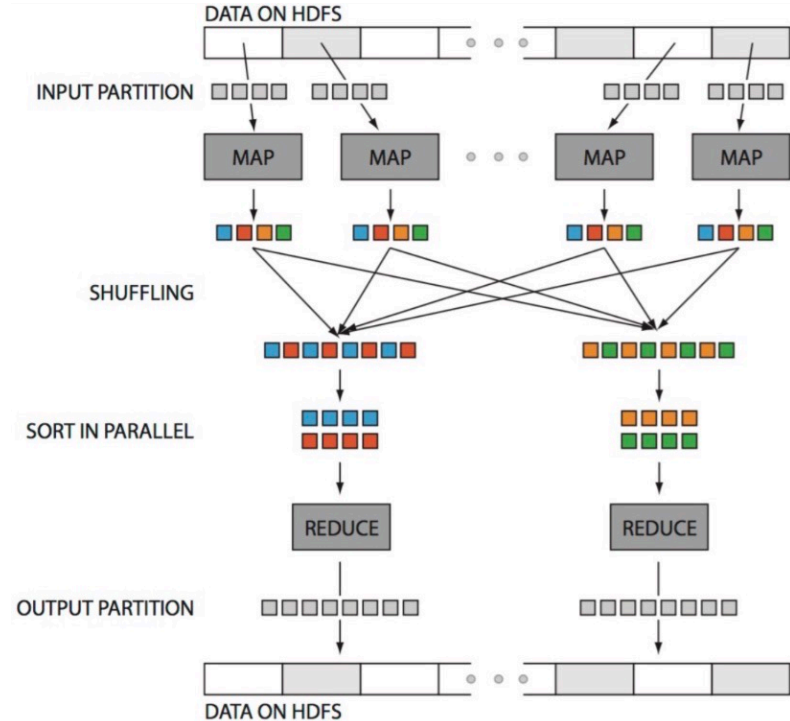 DATA ON HDFS
INPUT PARTITION
MAP MAP MAP MAP
SHUFFLING
SORT IN PARALLEL
REDUCE REDUCE
OUTPUT PARTITION
DATA ON HDFS